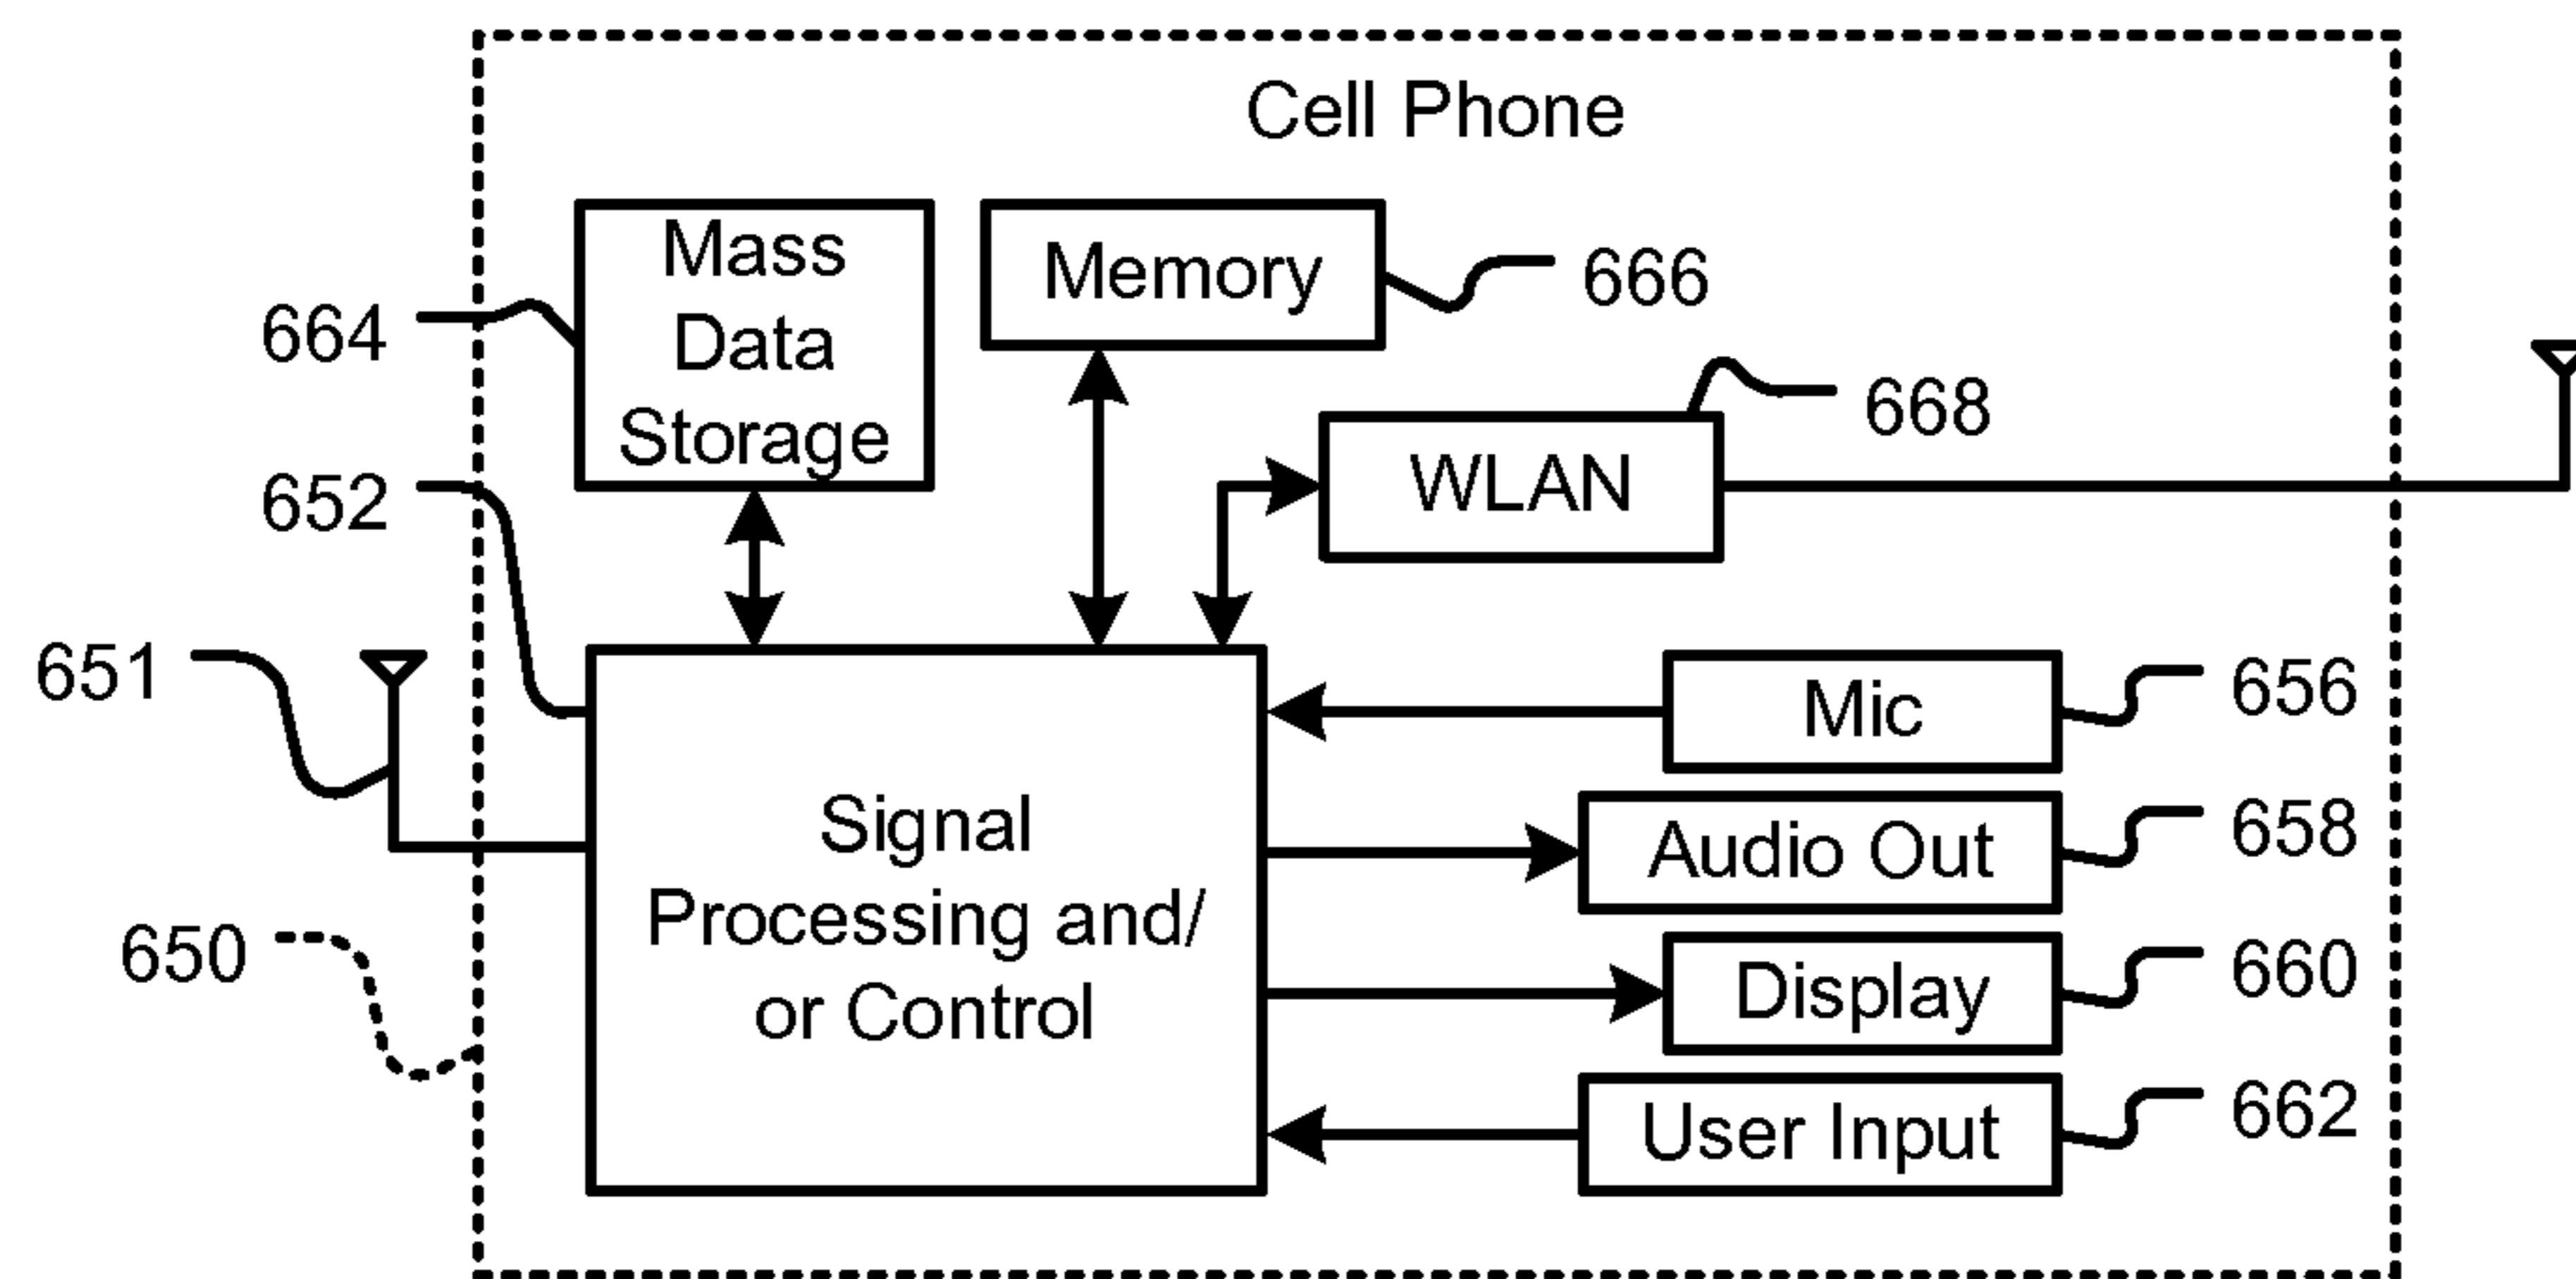 Cell Phone
Mass
Data
Storage
Memory
666
664
668
WLAN
652
651
Mic
656
Signal
Processing and/
or Control
Audio Out
658
650
Display
660
User Input
662